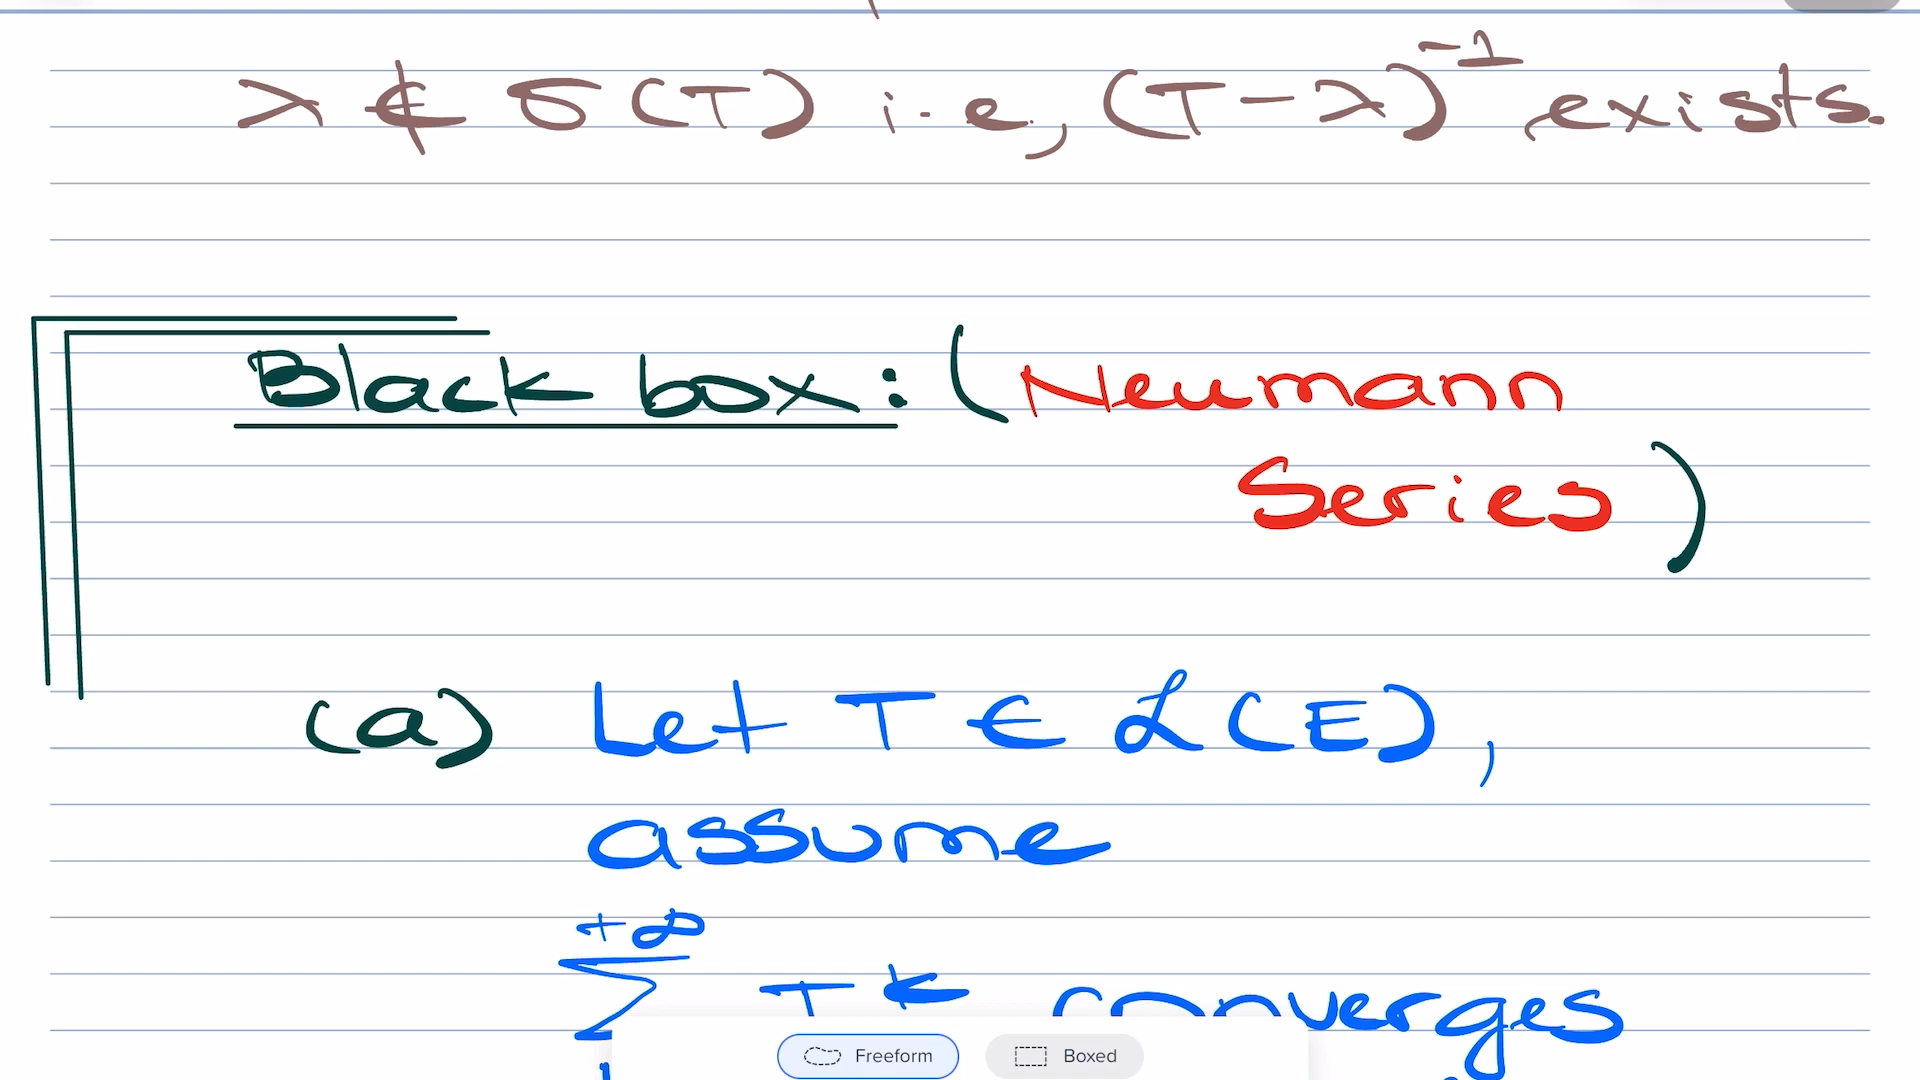 λ ∉ σ(T) i.e, (T-λ)⁻¹ exists.
Black box: (Neumann
Series)
(a) Let T ∈ ℒ(E),
assume
+∞
Σ Tᵏ converges
Freeform Boxed